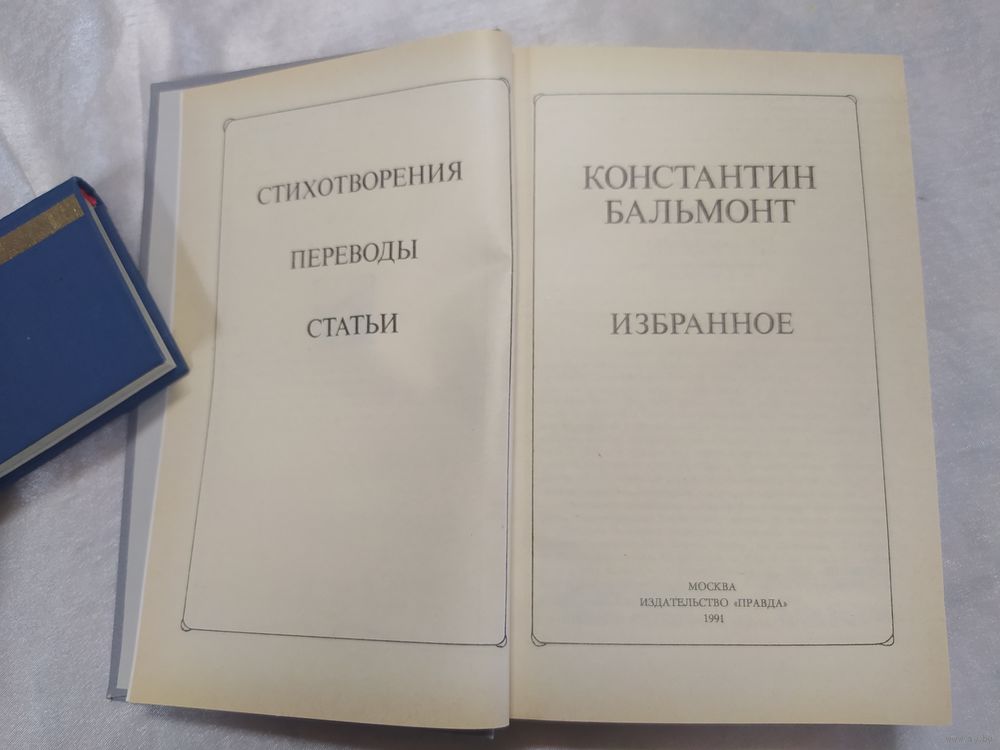 СТИХОТВОРЕНИЯ
ПЕРЕВОДЫ
СТАТЬИ
КОНСТАНТИН
БАЛЬМОНТ
ИЗБРАННОЕ
МОСКВА
ИЗДАТЕЛЬСТВО «ПРАВДА»
1991